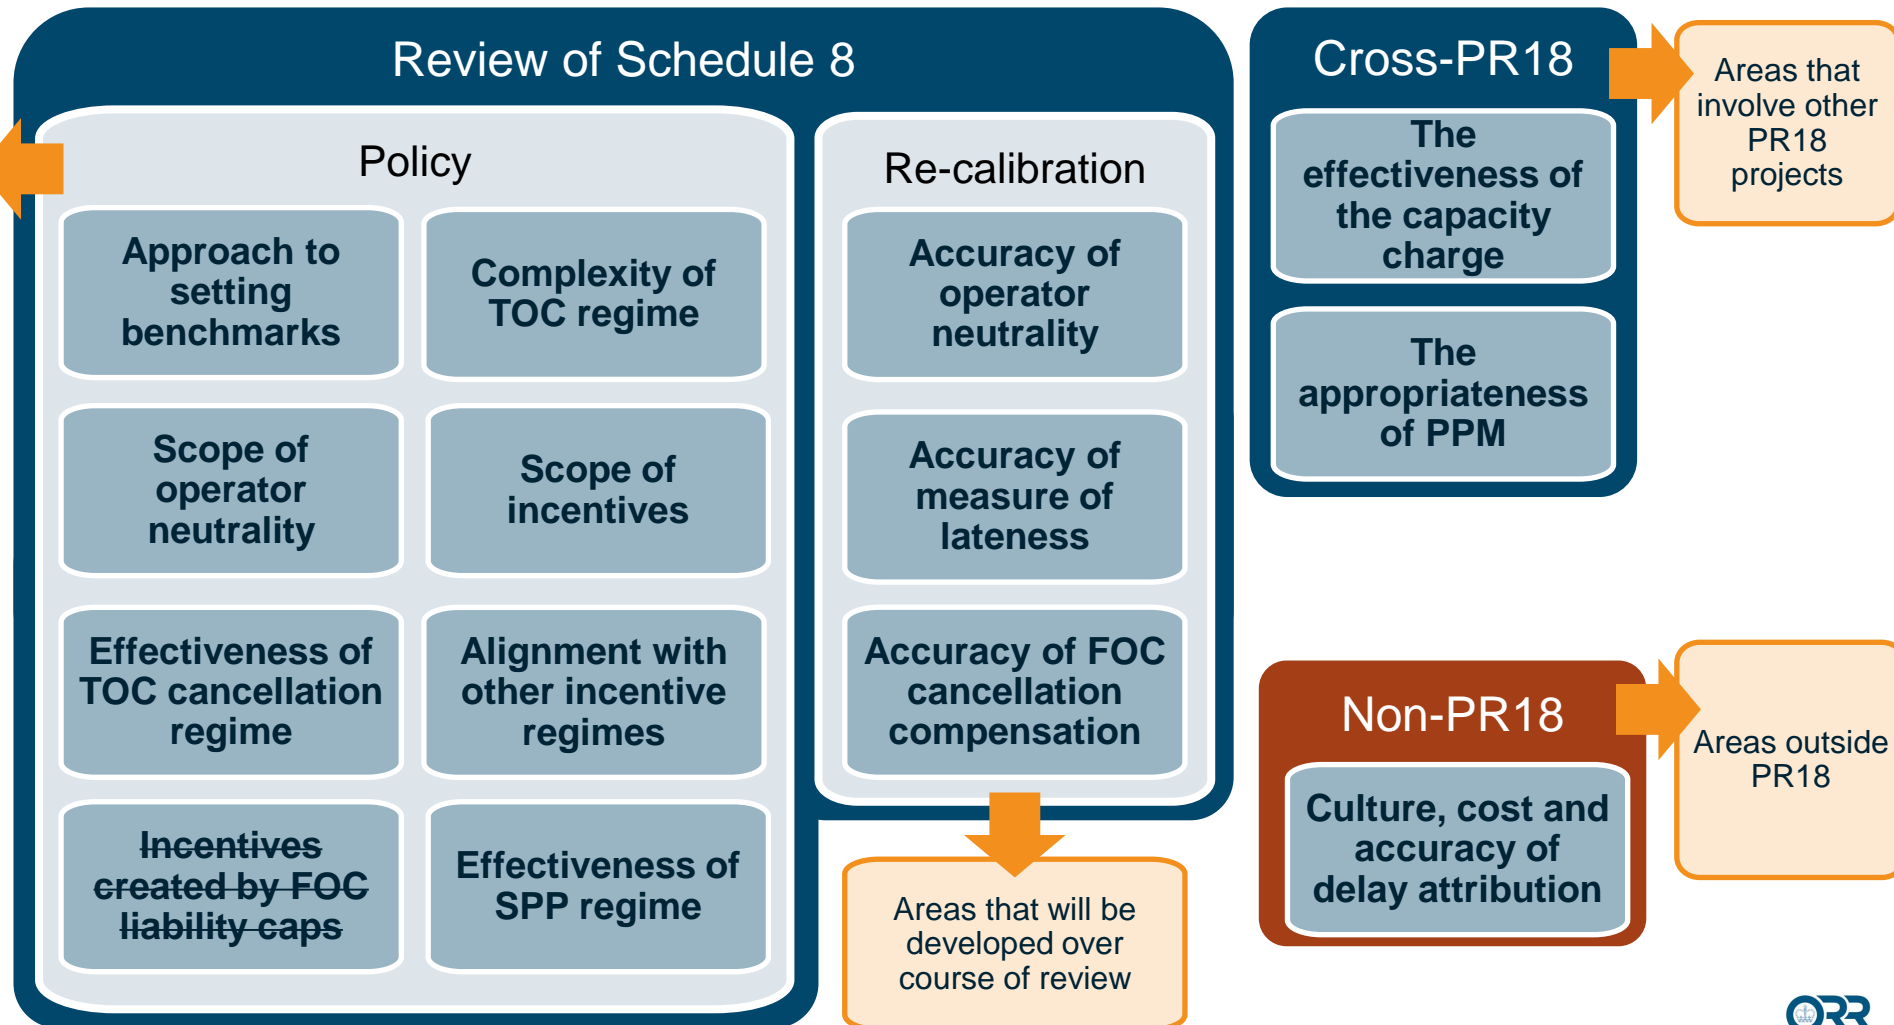 Review of Schedule 8
Policy
Approach to
setting
benchmarks
Complexity of
TOC regime
Scope of
operator
neutrality
Scope of
incentives
Effectiveness of
TOC cancellation
regime
Alignment with
other incentive
regimes
Incentives
created by FOC
liability caps
Effectiveness of
SPP regime
Re-calibration
Accuracy of
operator
neutrality
Accuracy of
measure of
lateness
Accuracy of FOC
cancellation
compensation
Areas that will be
developed over
course of review
Cross-PR18
The
effectiveness of
the capacity
charge
The
appropriateness
of PPM
Areas that
involve other
PR18
projects
Non-PR18
Culture, cost and
accuracy of
delay attribution
Areas outside
PR18
ORR